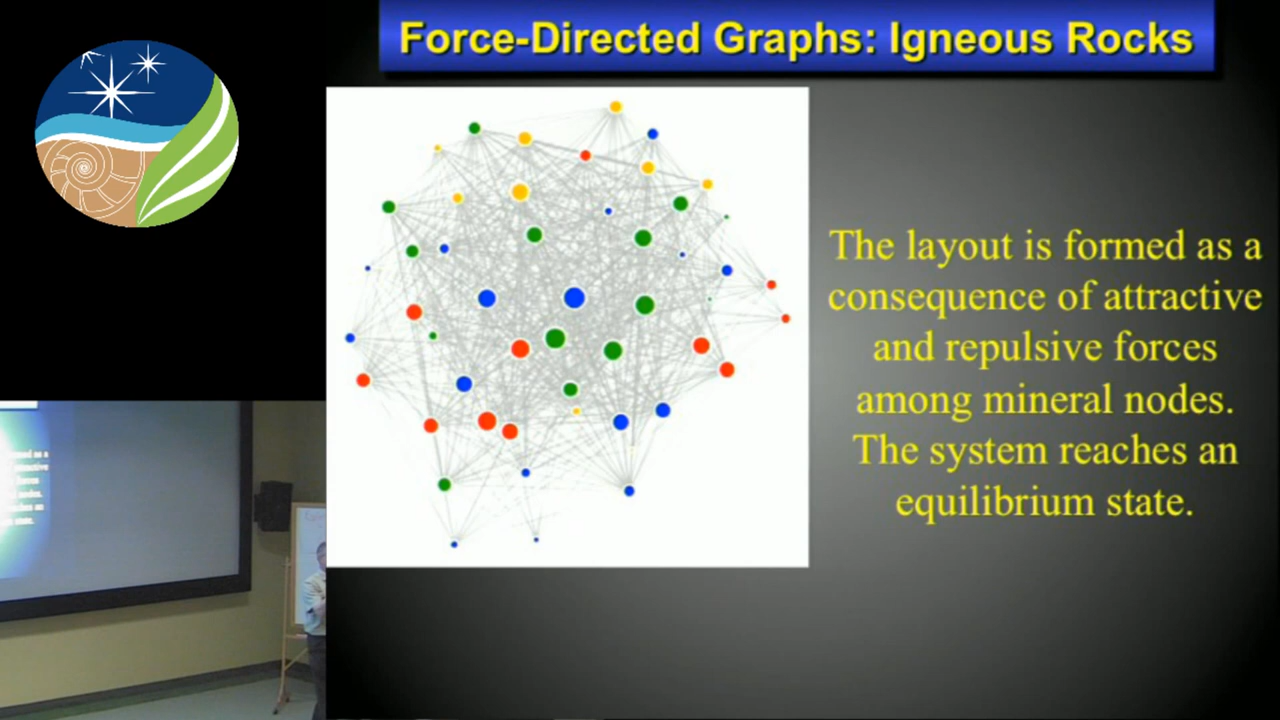 Force-Directed Graphs: Igneous Rocks
The layout is formed as a
consequence of attractive
and repulsive forces
among mineral nodes.
The system reaches an
equilibrium state.